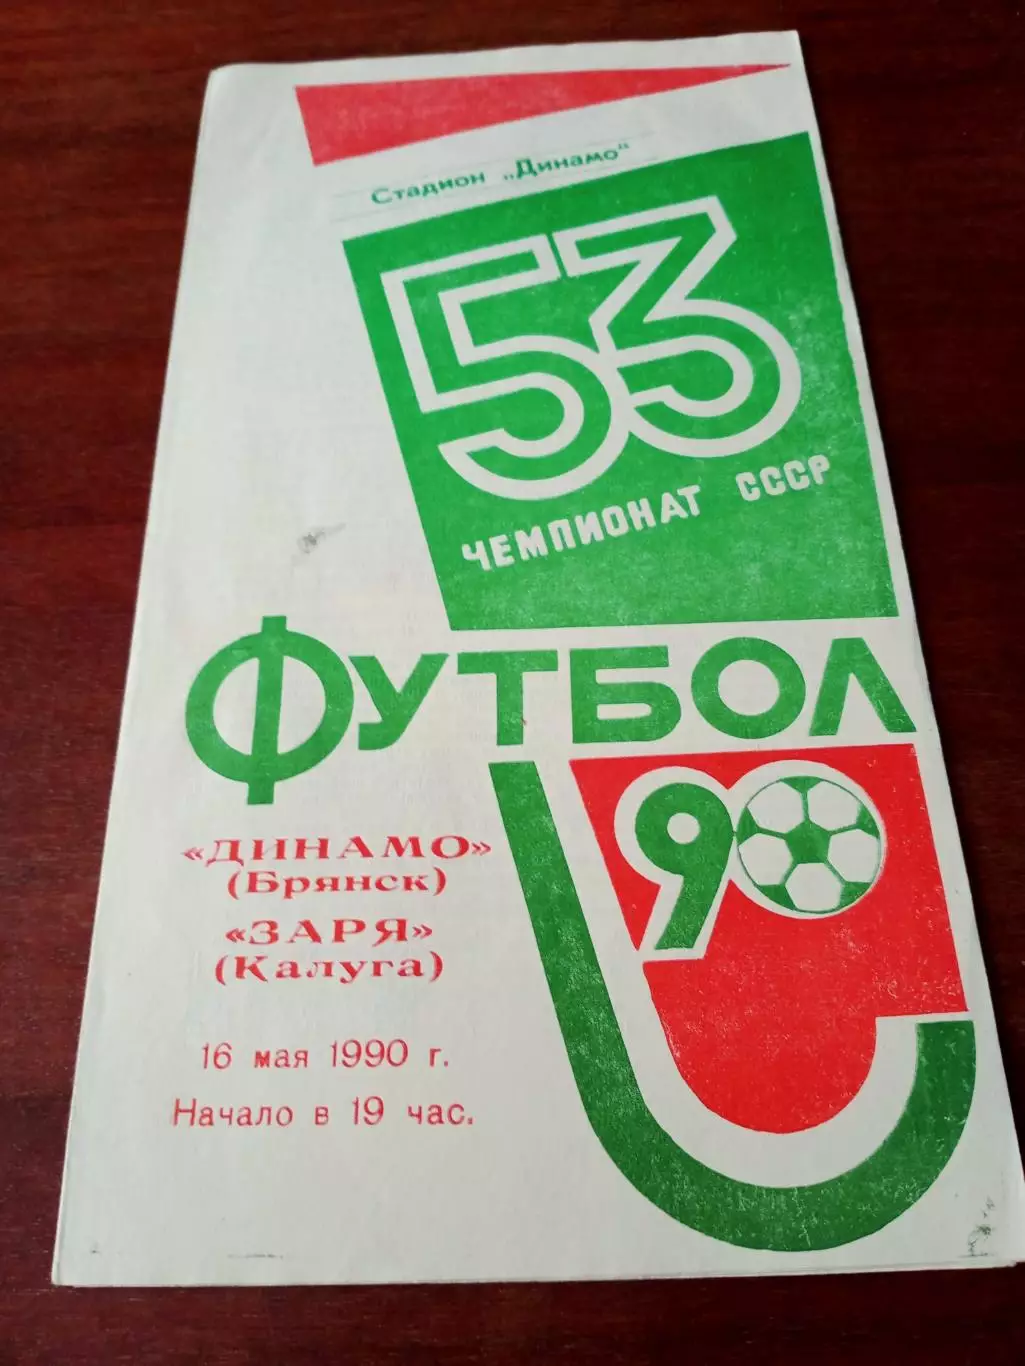 Стадион „Динамо"
53
ЧЕМПИОНАТ СССР
ФУТБОЛ
90
«ДИНАМО»
(Брянск)
«ЗАРЯ»
(Калуга)
16 мая 1990 г.
Начало в 19 час.